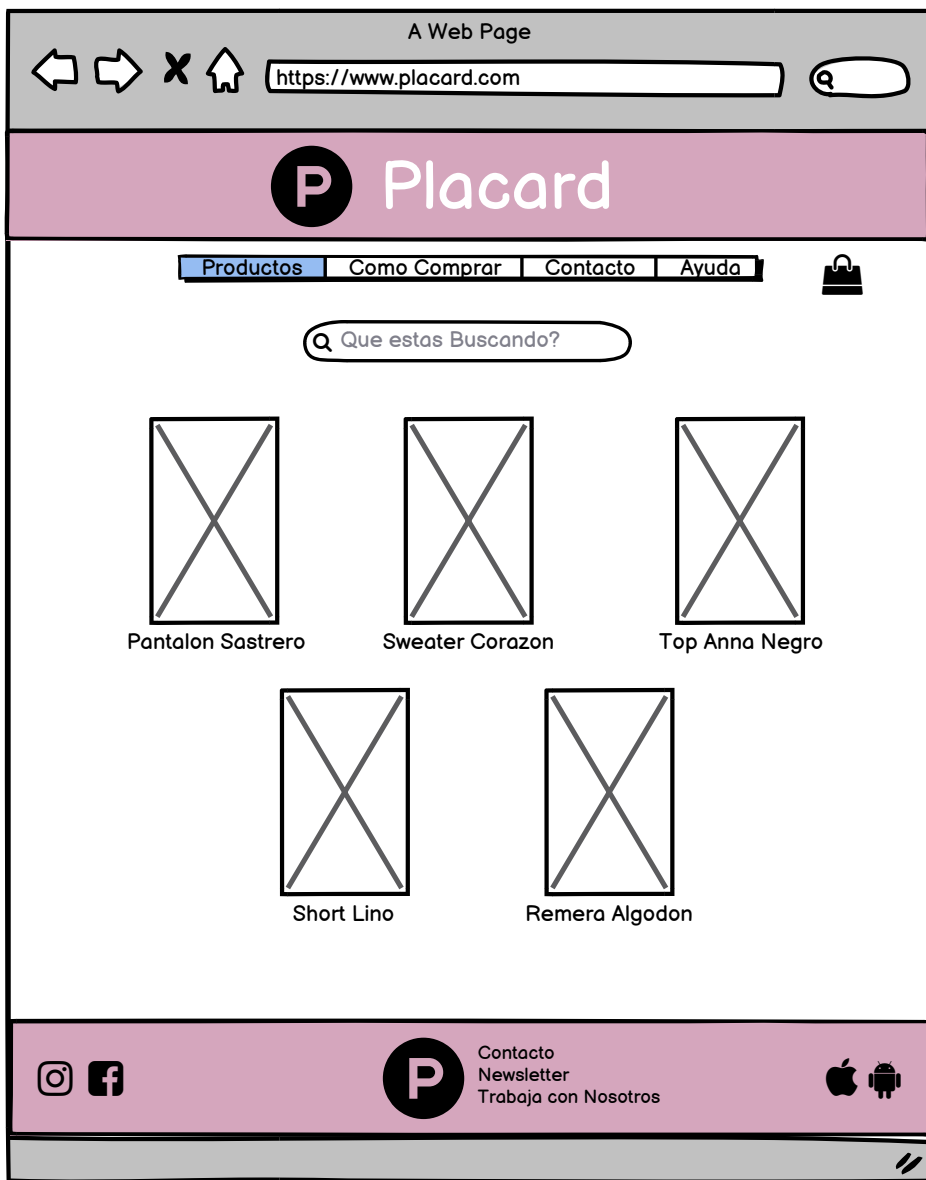 A Web Page
https://www.placard.com
P Placard
Productos Como Comprar Contacto Ayuda
Que estas Buscando?
Pantalon Sastrero Sweater Corazon Top Anna Negro
Short Lino Remera Algodon
P
Contacto
Newsletter
Trabaja con Nosotros